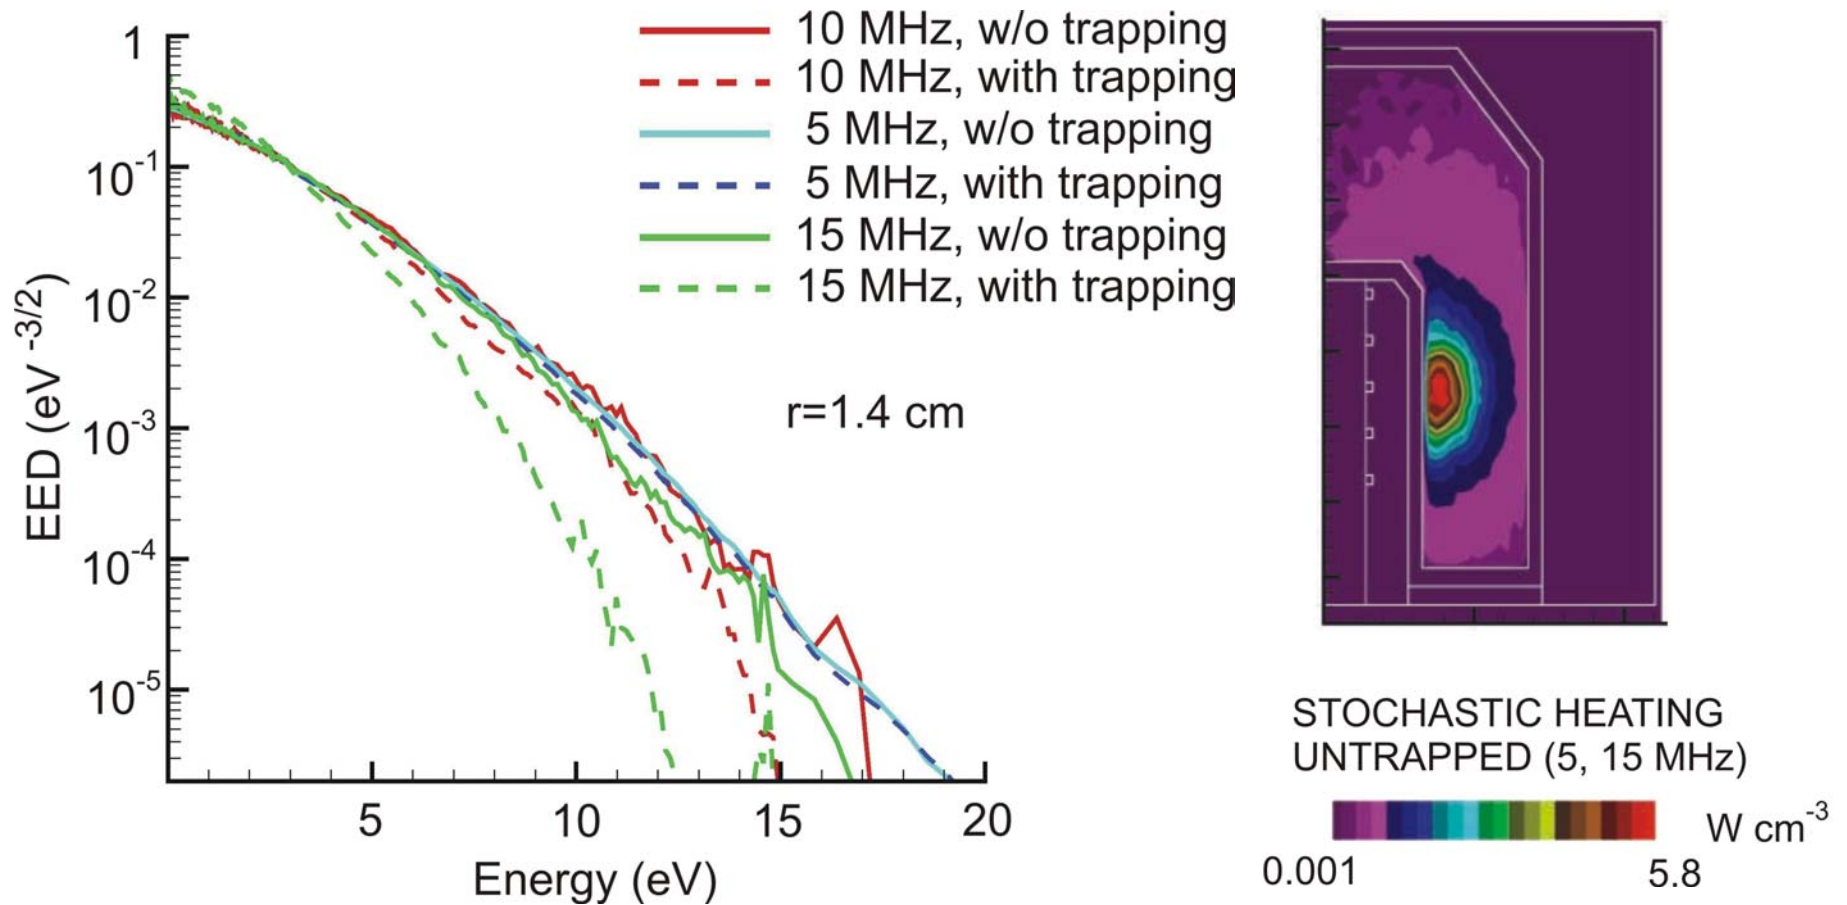 10 MHz, w/o trapping
10 MHz, with trapping
5 MHz, w/o trapping
5 MHz, with trapping
15 MHz, w/o trapping
15 MHz, with trapping
1
10⁻¹
10⁻²
10⁻³
10⁻⁴
10⁻⁵
EED (eV ⁻³/²)
r=1.4 cm
5
10
15
20
Energy (eV)
STOCHASTIC HEATING
UNTRAPPED (5, 15 MHz)
W cm⁻³
0.001
5.8